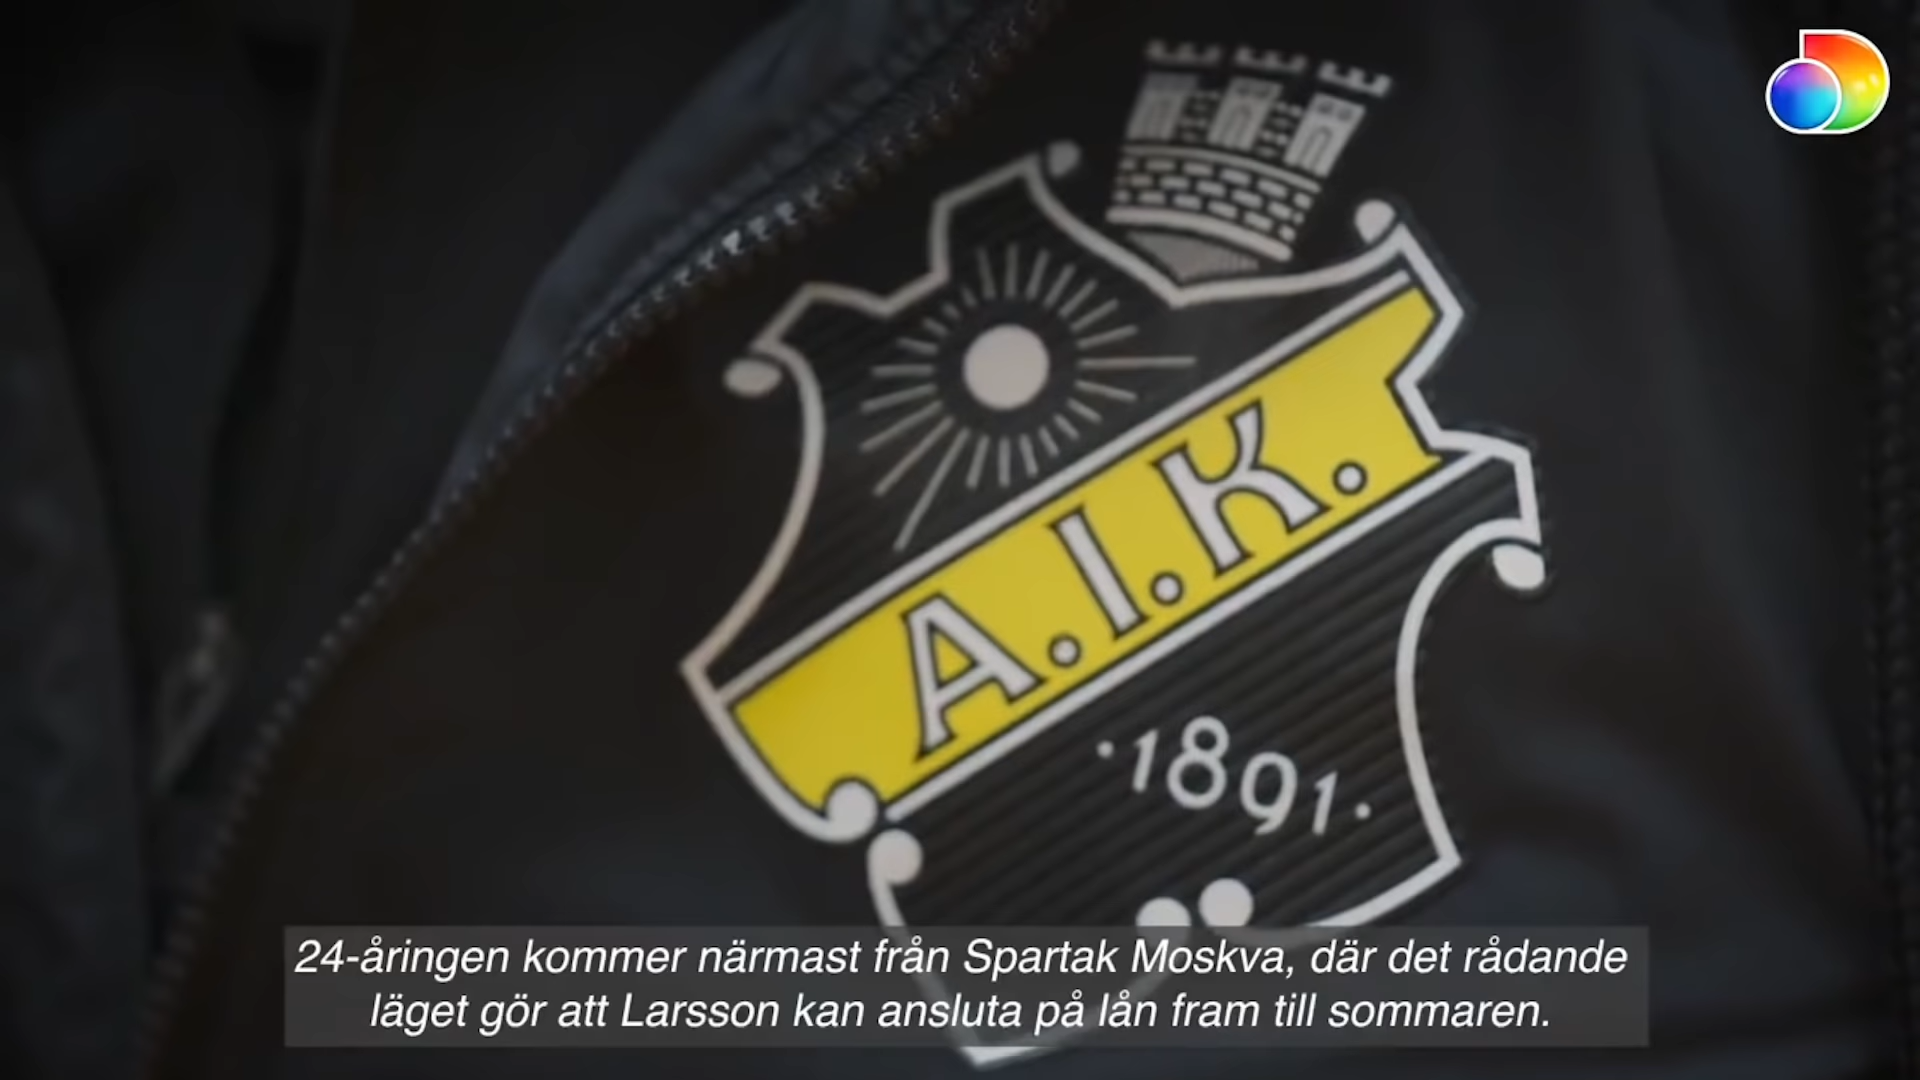 A.I.K.
·1891·
24-åringen kommer närmast från Spartak Moskva, där det rådande
läget gör att Larsson kan ansluta på lån fram till sommaren.